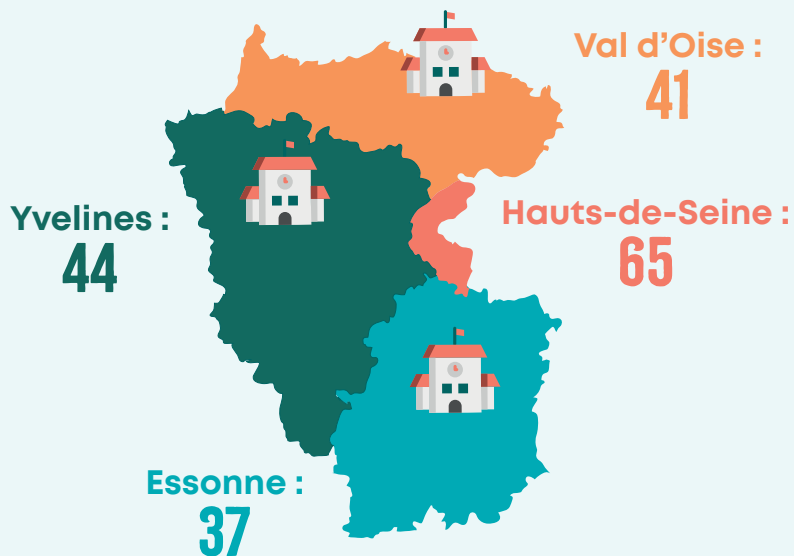 Val d'Oise :
41
Yvelines :
44
Hauts-de-Seine :
65
Essonne :
37